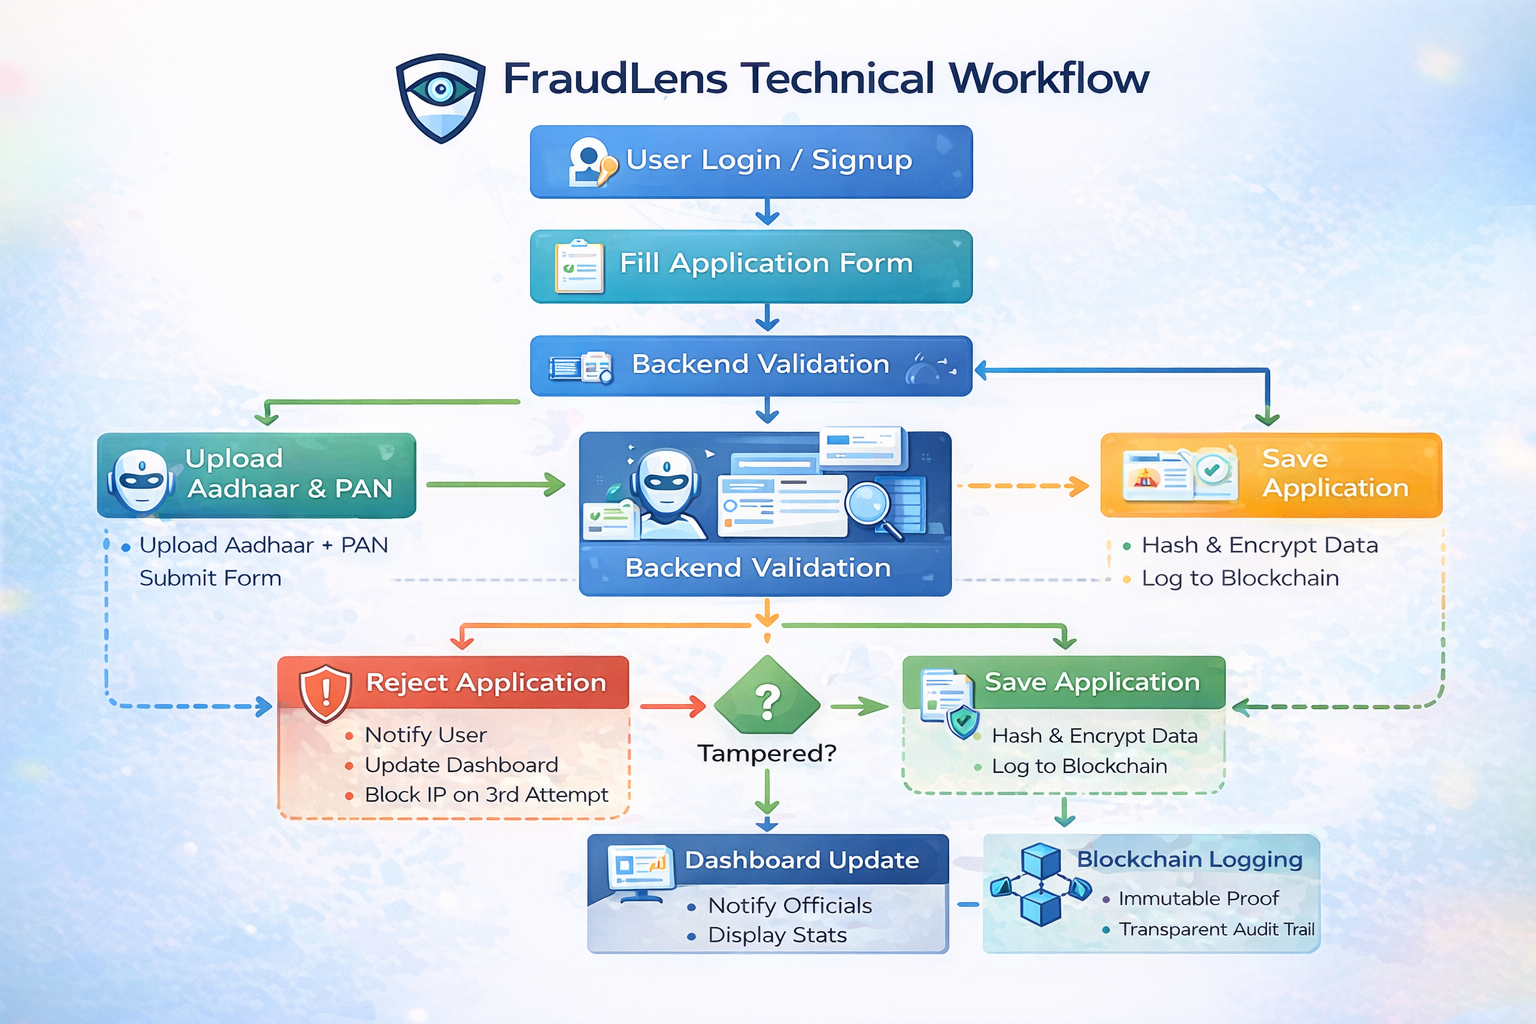 FraudLens Technical Workflow
User Login / Signup
Fill Application Form
Backend Validation
Upload
Aadhaar & PAN
• Upload Aadhaar + PAN
Submit Form
Backend Validation
Save
Application
• Hash & Encrypt Data
• Log to Blockchain
Reject Application
• Notify User
• Update Dashboard
• Block IP on 3rd Attempt
?
Tampered?
Save Application
• Hash & Encrypt Data
• Log to Blockchain
Dashboard Update
• Notify Officials
• Display Stats
Blockchain Logging
• Immutable Proof
• Transparent Audit Trail